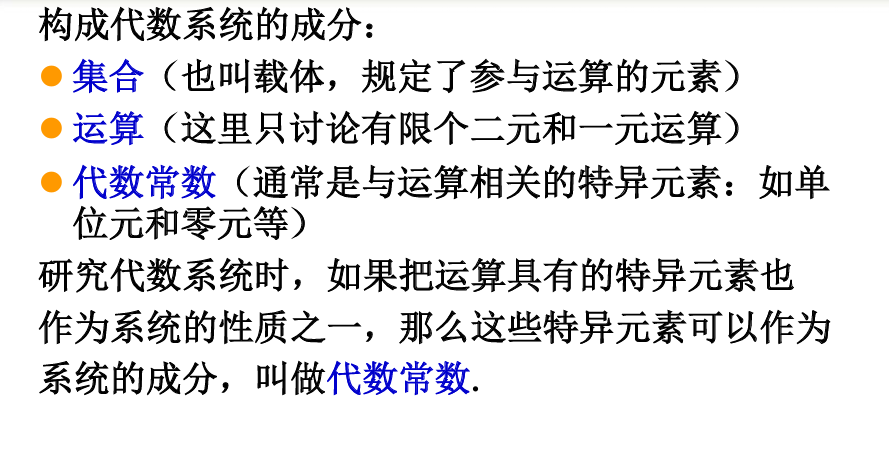 构成代数系统的成分：
集合（也叫载体，规定了参与运算的元素）
运算（这里只讨论有限个二元和一元运算）
代数常数（通常是与运算相关的特异元素：如单
位元和零元等）
研究代数系统时，如果把运算具有的特异元素也
作为系统的性质之一，那么这些特异元素可以作为
系统的成分，叫做代数常数.